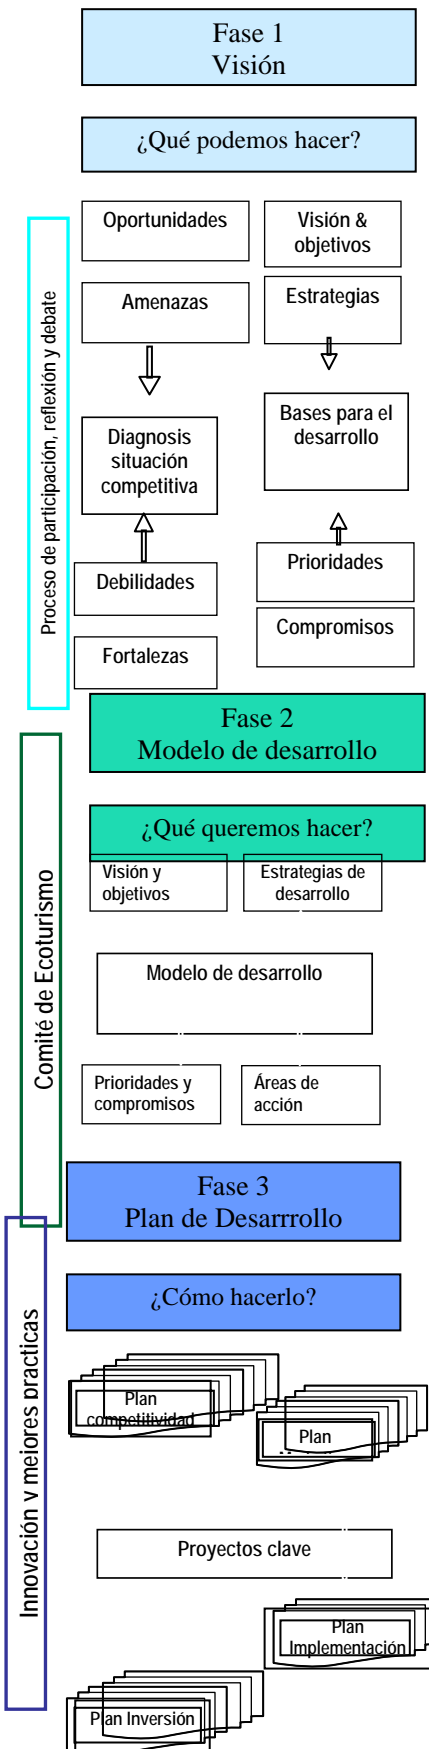 Fase 1
Visión
¿Qué podemos hacer?
Proceso de participación, reflexión y debate
Oportunidades
Visión &
objetivos
Amenazas
Estrategias
Diagnosis
situación
competitiva
Bases para el
desarrollo
Debilidades
Prioridades
Fortalezas
Compromisos
Fase 2
Modelo de desarrollo
Comité de Ecoturismo
¿Qué queremos hacer?
Visión y
objetivos
Estrategias de
desarrollo
Modelo de desarrollo
Prioridades y
compromisos
Áreas de
acción
Fase 3
Plan de Desarrrollo
Innovación y mejores practicas
¿Cómo hacerlo?
Plan
competitividad
Plan
Proyectos clave
Plan
Implementación
Plan Inversión